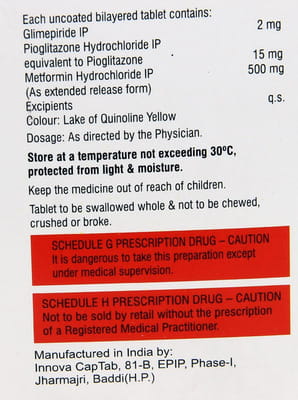 Each uncoated bilayered tablet contains:
Glimepiride IP 2 mg
Pioglitazone Hydrochloride IP
equivalent to Pioglitazone 15 mg
Metformin Hydrochloride IP 500 mg
(As extended release form)
Excipients q.s.
Colour: Lake of Quinoline Yellow
Dosage: As directed by the Physician.
Store at a temperature not exceeding 30ºC,
protected from light & moisture.
Keep the medicine out of reach of children.
Tablet to be swallowed whole & not to be chewed,
crushed or broke.
SCHEDULE G PRESCRIPTION DRUG – CAUTION
It is dangerous to take this preparation except
under medical supervision.
SCHEDULE H PRESCRIPTION DRUG – CAUTION
Not to be sold by retail without the prescription
of a Registered Medical Practitioner.
Manufactured in India by:
Innova CapTab, 81-B, EPIP, Phase-I,
Jharmajri, Baddi(H.P.)